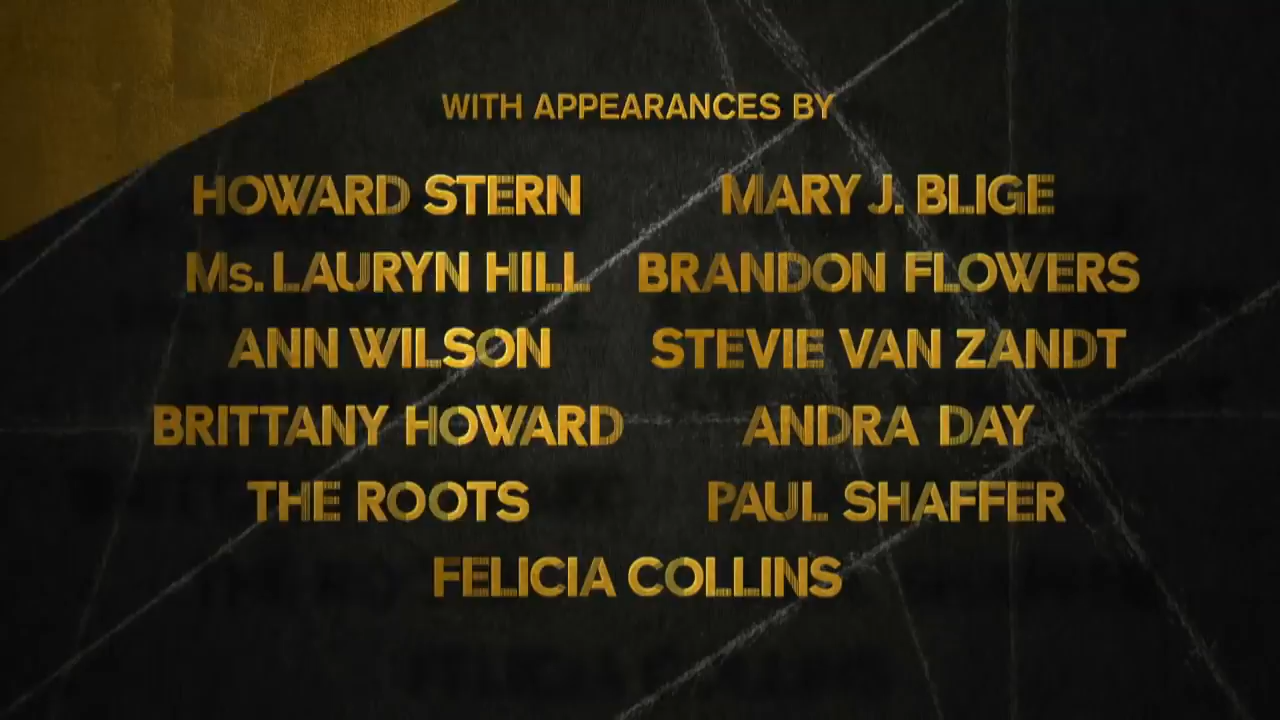 WITH APPEARANCES BY
HOWARD STERN MARY J. BLIGE
Ms. LAURYN HILL BRANDON FLOWERS
ANN WILSON STEVIE VAN ZANDT
BRITTANY HOWARD ANDRA DAY
THE ROOTS PAUL SHAFFER
FELICIA COLLINS